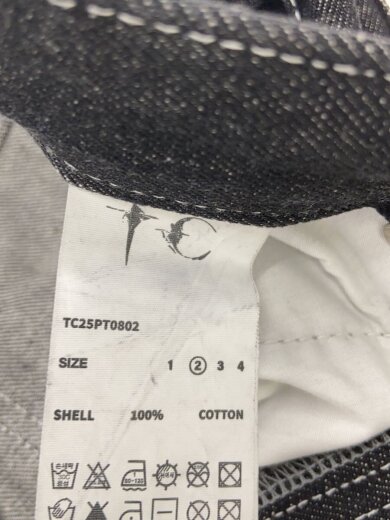 TC
TC25PT0802
SIZE 1 2 3 4
SHELL 100% COTTON